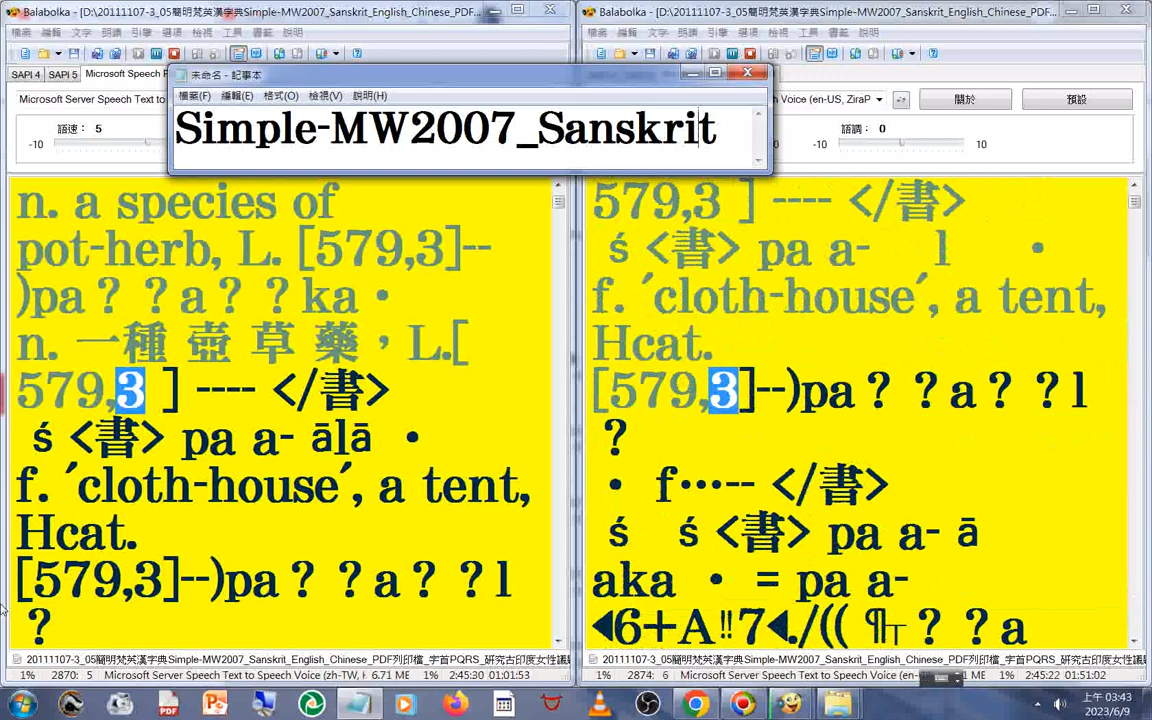 Balabolka - [D:\20111107-3_05簡明梵英漢字典Simple-MW2007_Sanskrit_English_Chinese_PDF...
檔案 編輯 文字 朗讀 引擎 選項 檢視 工具 書籤 說明
SAPI 4 SAPI 5 Microsoft Speech P
Microsoft Server Speech Text to
語速： 5
-10
未命名 - 記事本
檔案(F) 編輯(E) 格式(O) 檢視(V) 說明(H)
Simple-MW2007_Sanskrit
n. a species of
pot-herb, L. [579,3]--
)pa？？a？？ka •
n. 一種 壺 草 藥，L.[
579,3 ] ---- </書>
ś <書> pa a- ālā •
f. ´cloth-house´, a tent,
Hcat.
[579,3]--)pa？？a？？l
？
20111107-3_05簡明梵英漢字典Simple-MW2007_Sanskrit_English_Chinese_PDF列印檔_字首PQRS_研究古印度女性議
1% 2870: 5 Microsoft Server Speech Text to Speech Voice (zh-TW, H 6.71 ME 1% 2:45:30 01:01:53
Balabolka - [D:\20111107-3_05簡明梵英漢字典Simple-MW2007_Sanskrit_English_Chinese_PDF...
檔案 編輯 文字 朗讀 引擎 選項 檢視 工具 書籤 說明
Voice (en-US, ZiraP 關於 預設
語調： 0
-10 10
579,3 ] ---- </書>
ś <書> pa a- l •
f. ´cloth-house´, a tent,
Hcat.
[579,3]--)pa？？a？？l
？
• f…-- </書>
ś ś <書> pa a- ā
aka • = pa a-
◀6+A‼7◀./(( ¶┬？？a
20111107-3_05簡明梵英漢字典Simple-MW2007_Sanskrit_English_Chinese_PDF列印檔_字首PQRS_研究古印度女性
1% 2874: 6 Microsoft Server Speech Text to Speech Voice (en-US, ME 1% 2:45:22 01:51:02
上午 03:43
2023/6/9